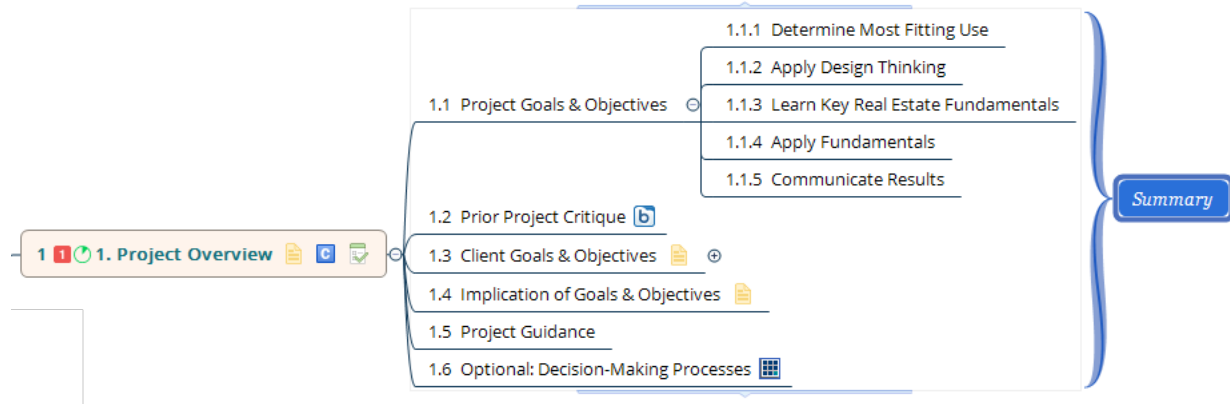 1 1 1. Project Overview C
1.1 Project Goals & Objectives
1.1.1 Determine Most Fitting Use
1.1.2 Apply Design Thinking
1.1.3 Learn Key Real Estate Fundamentals
1.1.4 Apply Fundamentals
1.1.5 Communicate Results
1.2 Prior Project Critique b
1.3 Client Goals & Objectives
1.4 Implication of Goals & Objectives
1.5 Project Guidance
1.6 Optional: Decision-Making Processes
Summary